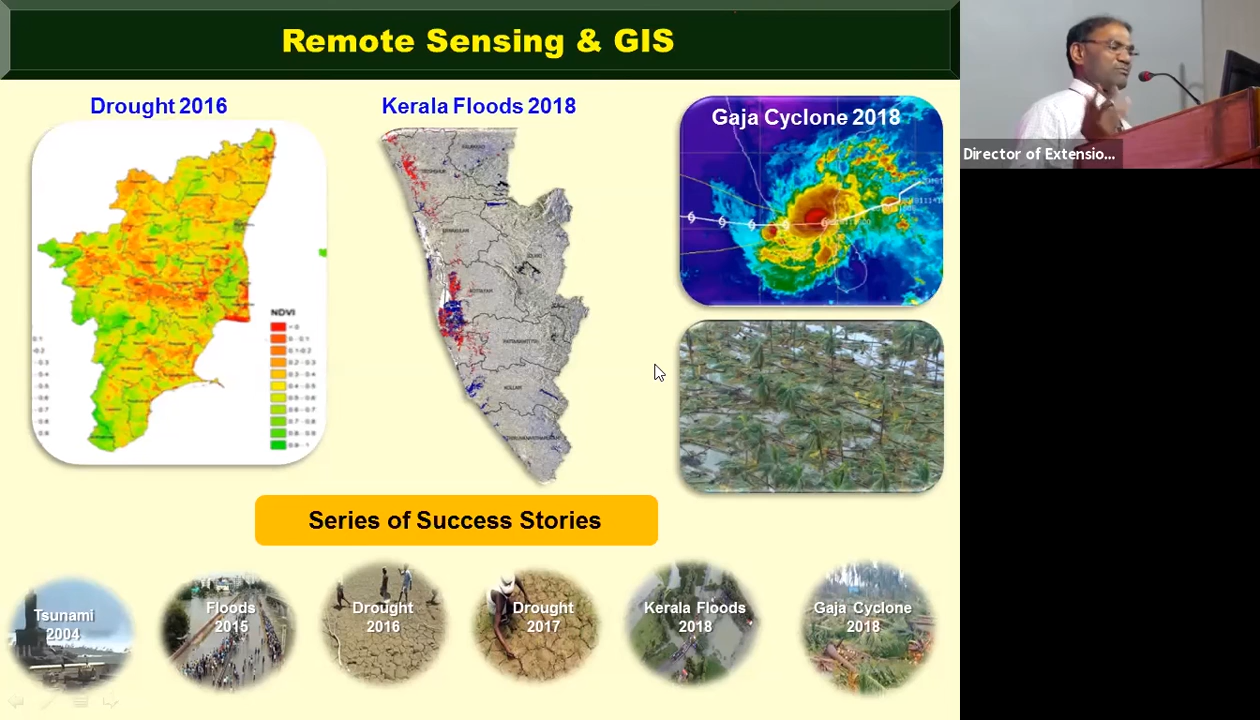 Remote Sensing & GIS
Drought 2016
Kerala Floods 2018
Gaja Cyclone 2018
Director of Extensio...
NDVI
Series of Success Stories
Tsunami
2004
Floods
2015
Drought
2016
Drought
2017
Kerala Floods
2018
Gaja Cyclone
2018